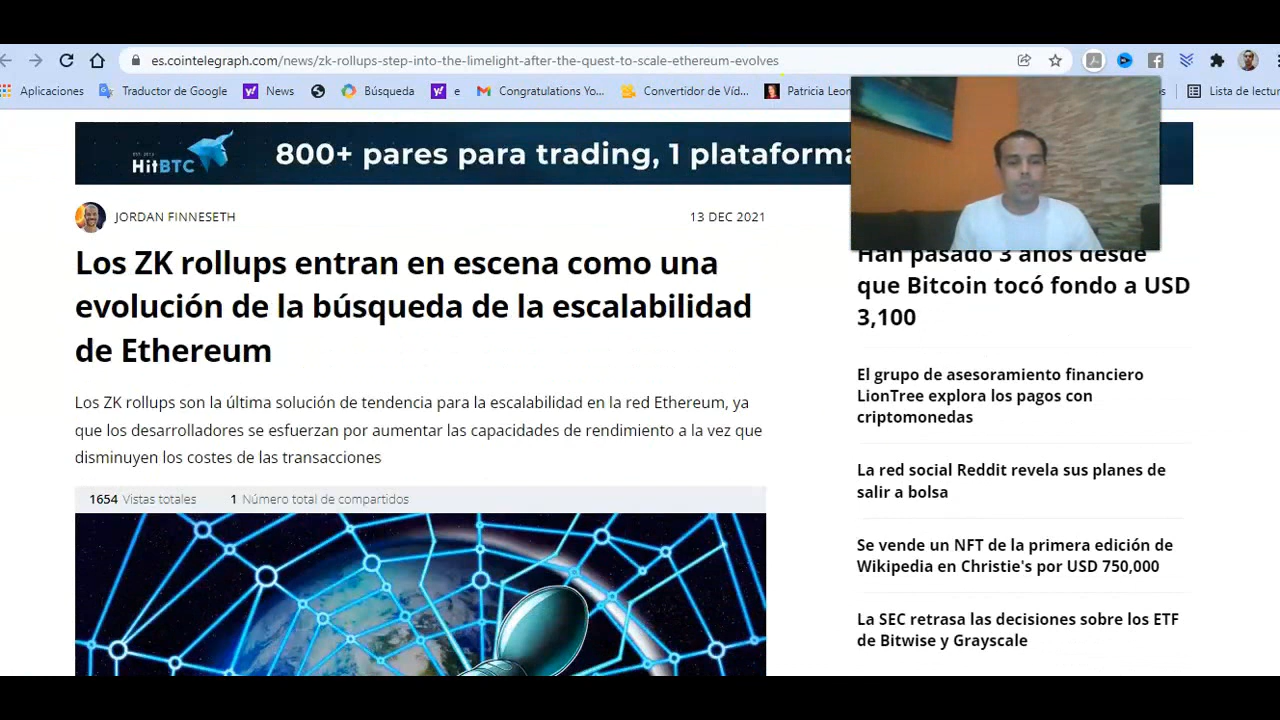 es.cointelegraph.com/news/zk-rollups-step-into-the-limelight-after-the-quest-to-scale-ethereum-evolves
Aplicaciones
Traductor de Google
News
Búsqueda
e
Congratulations Yo...
Convertidor de Víd...
Patricia Leon
Lista de lectur
HitBTC
800+ pares para trading, 1 plataforma
JORDAN FINNESETH
13 DEC 2021
Los ZK rollups entran en escena como una
evolución de la búsqueda de la escalabilidad
de Ethereum
Los ZK rollups son la última solución de tendencia para la escalabilidad en la red Ethereum, ya
que los desarrolladores se esfuerzan por aumentar las capacidades de rendimiento a la vez que
disminuyen los costes de las transacciones
1654 Vistas totales
1 Número total de compartidos
Han pasado 3 años desde
que Bitcoin tocó fondo a USD
3,100
El grupo de asesoramiento financiero
LionTree explora los pagos con
criptomonedas
La red social Reddit revela sus planes de
salir a bolsa
Se vende un NFT de la primera edición de
Wikipedia en Christie's por USD 750,000
La SEC retrasa las decisiones sobre los ETF
de Bitwise y Grayscale